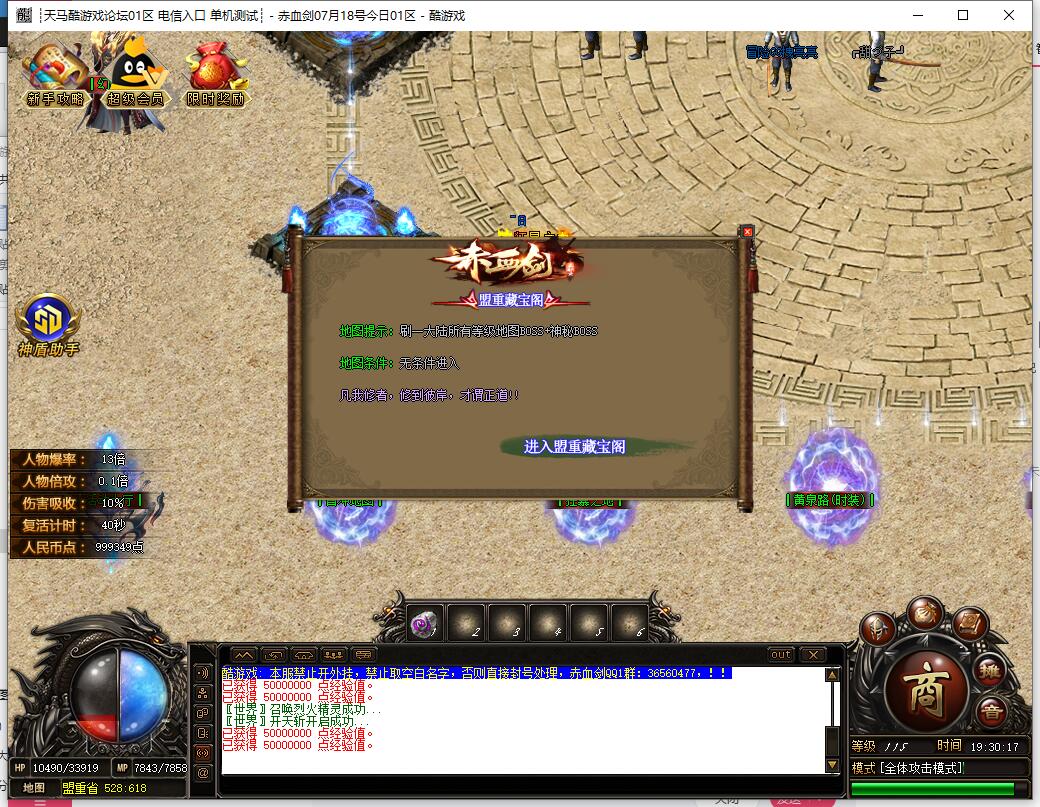 天马酷游戏论坛01区 电信入口 单机测试 - 赤血剑07月18号今日01区 - 酷游戏
新手攻略
超级会员
限时奖励
赤血剑
盟重藏宝阁
地图提示：刷一大陆所有等级地图BOSS+神秘BOSS
地图条件：无条件进入
凡我修者，修到彼岸，才谓正道！！
进入盟重藏宝阁
神盾助手
人物爆率： 13倍
人物倍攻： 0.1倍
伤害吸收： 10%
复活计时： 40秒
人民币点： 999349点
黄泉路(时装)
1 2 3 4 5 6
out
酷游戏：本服禁止开外挂，禁止取空白名字，否则直接封号处理，赤血剑QQ1群：36560477，！！
已获得 50000000 点经验值。
已获得 50000000 点经验值。
〖世界〗召唤烈火精灵成功...
〖世界〗开天斩开启成功...
已获得 50000000 点经验值。
已获得 50000000 点经验值。
HP 10490/33919 MP 7843/7858
地图 盟重省 528:618
商
摊
音
等级 115 时间 19:30:17
模式[全体攻击模式]